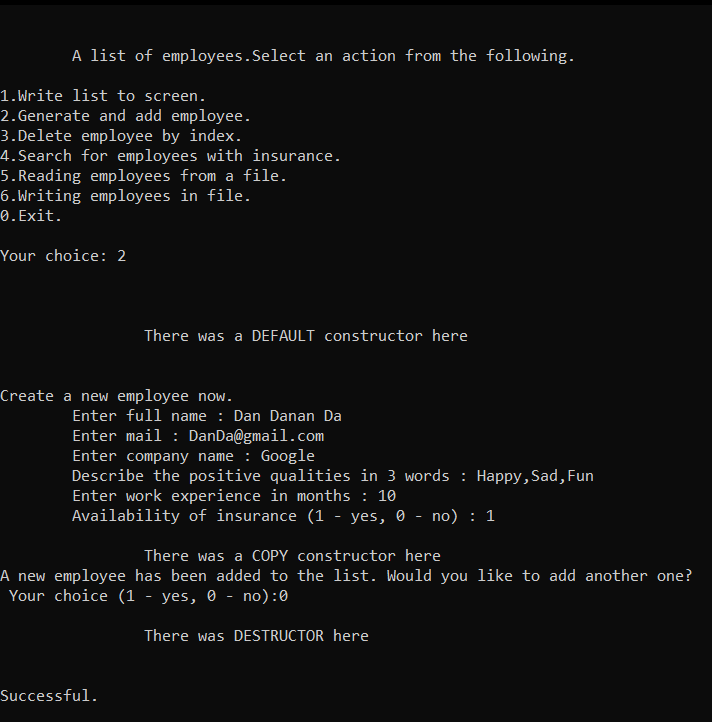 A list of employees.Select an action from the following.
1.Write list to screen.
2.Generate and add employee.
3.Delete employee by index.
4.Search for employees with insurance.
5.Reading employees from a file.
6.Writing employees in file.
0.Exit.
Your choice: 2
There was a DEFAULT constructor here
Create a new employee now.
Enter full name : Dan Danan Da
Enter mail : DanDa@gmail.com
Enter company name : Google
Describe the positive qualities in 3 words : Happy,Sad,Fun
Enter work experience in months : 10
Availability of insurance (1 - yes, 0 - no) : 1
There was a COPY constructor here
A new employee has been added to the list. Would you like to add another one?
Your choice (1 - yes, 0 - no):0
There was DESTRUCTOR here
Successful.